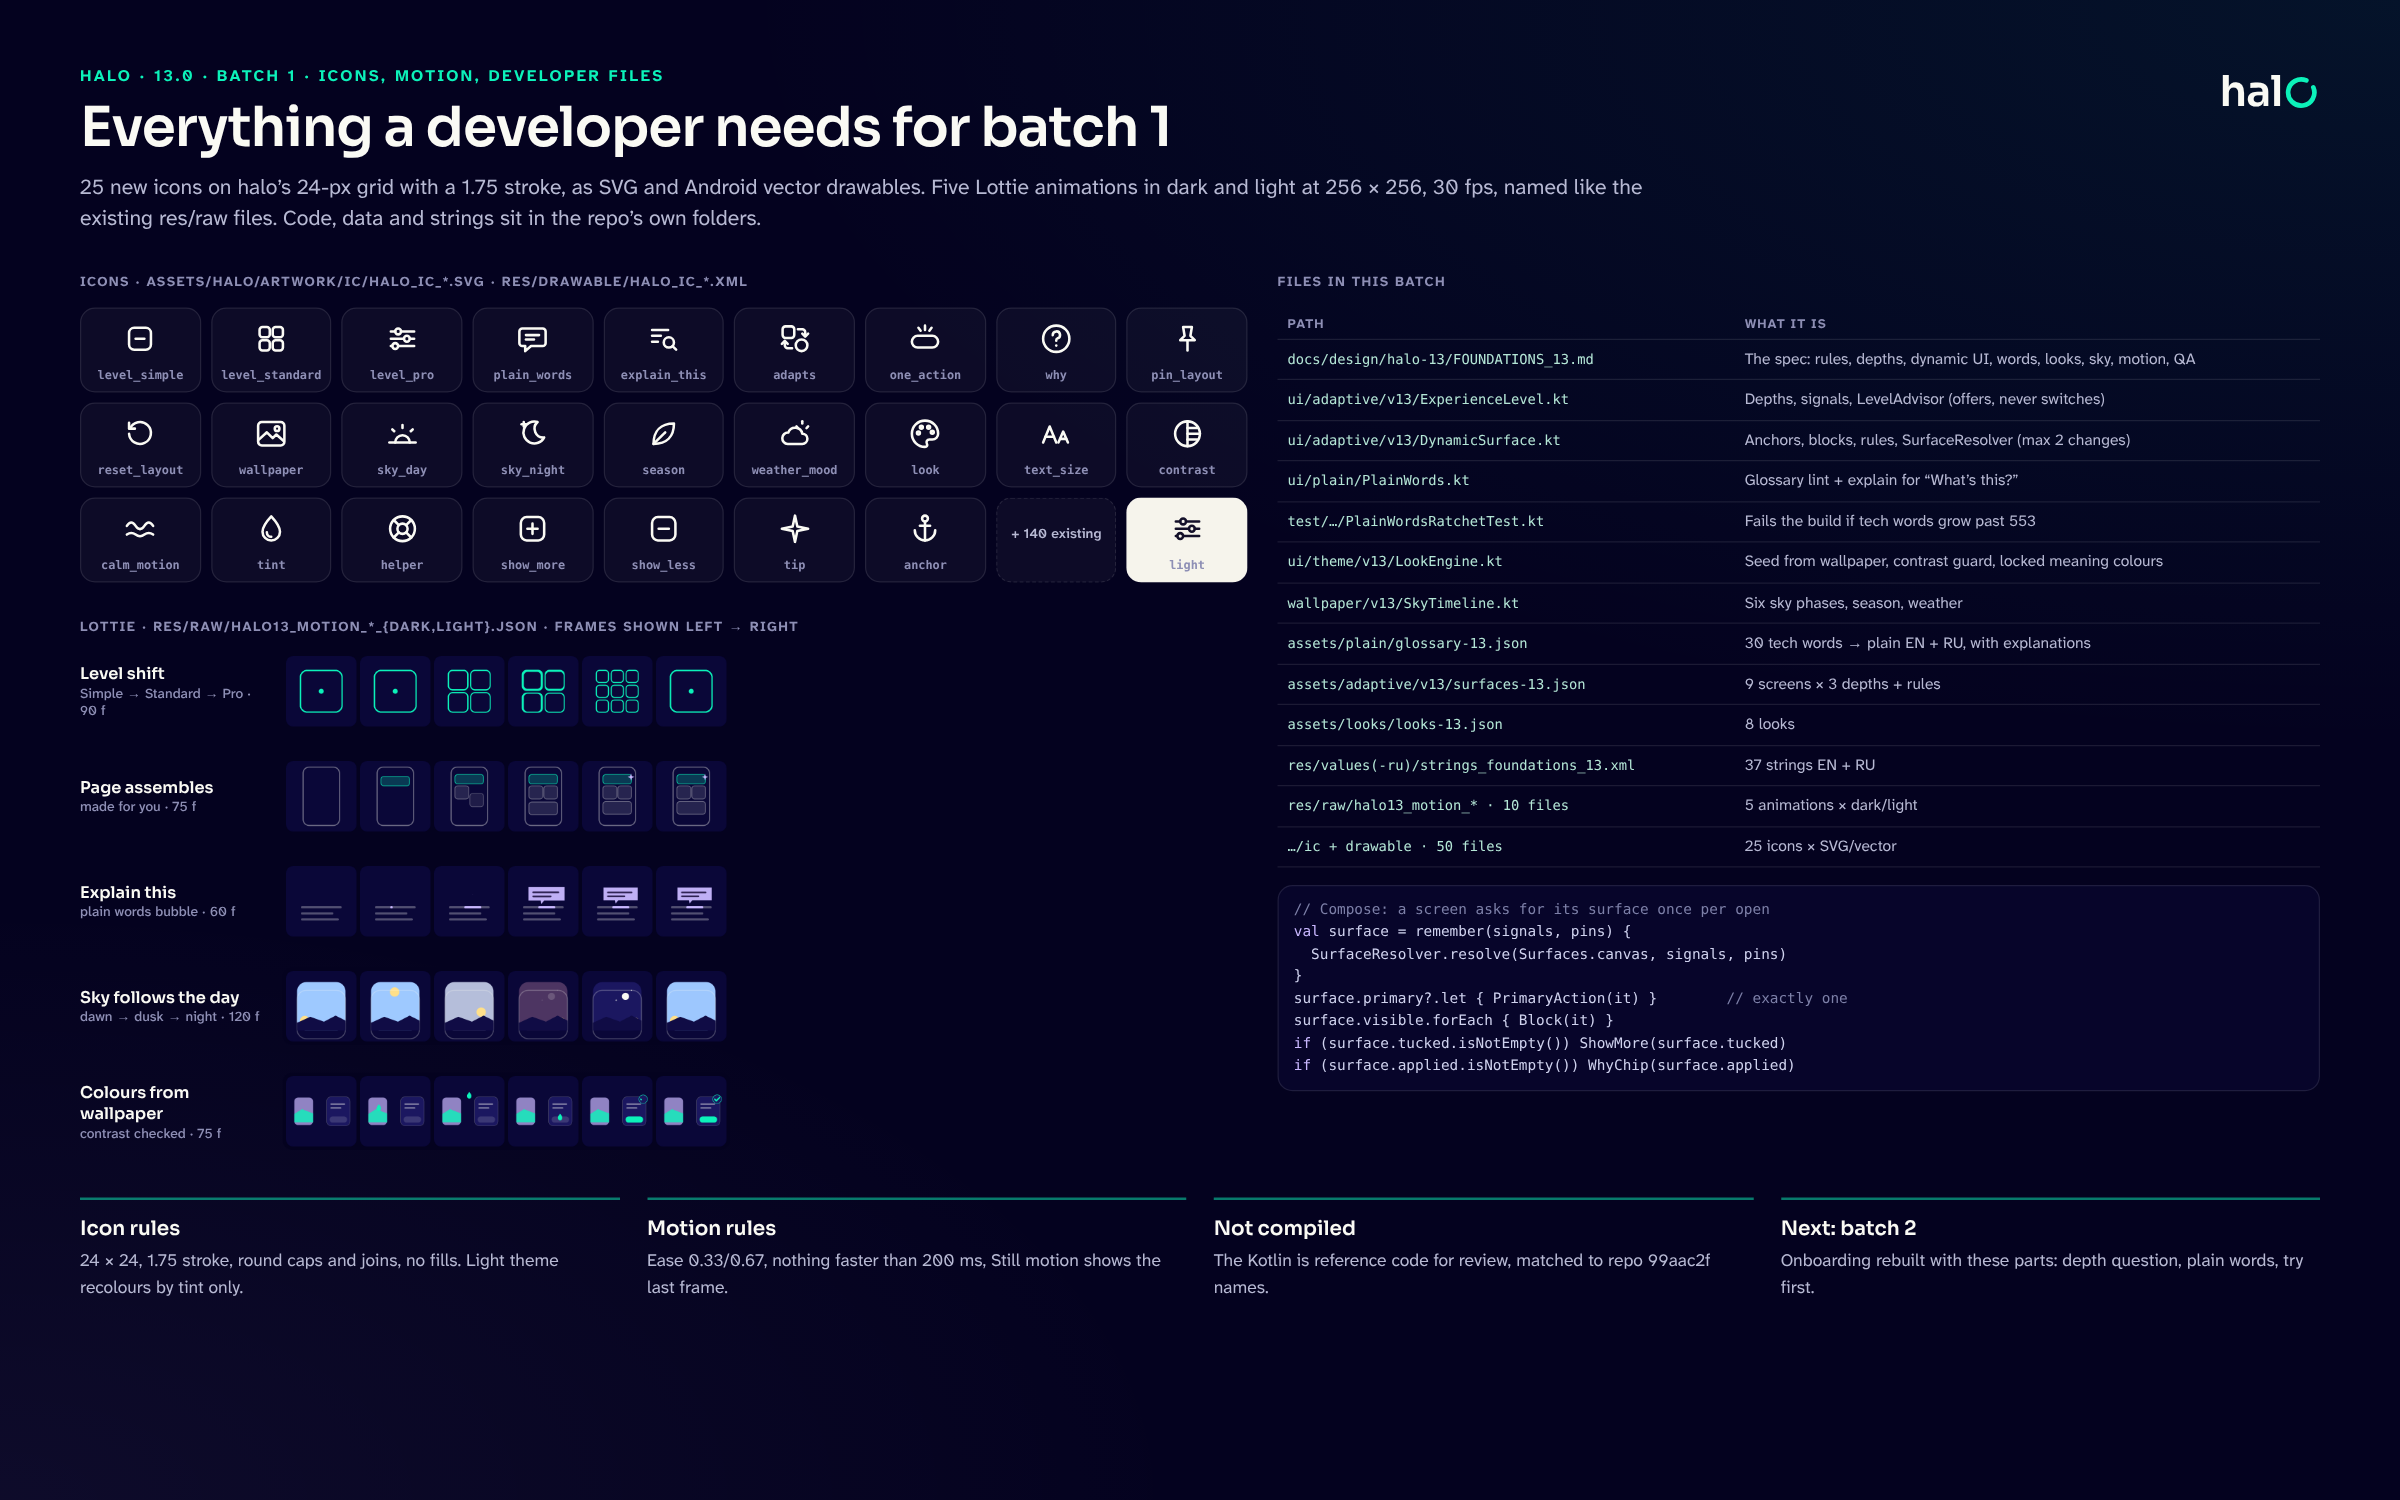 HALO · 13.0 · BATCH 1 · ICONS, MOTION, DEVELOPER FILES
halo
Everything a developer needs for batch 1
25 new icons on halo’s 24-px grid with a 1.75 stroke, as SVG and Android vector drawables. Five Lottie animations in dark and light at 256 × 256, 30 fps, named like the
existing res/raw files. Code, data and strings sit in the repo’s own folders.
ICONS · ASSETS/HALO/ARTWORK/IC/HALO_IC_*.SVG · RES/DRAWABLE/HALO_IC_*.XML
level_simple
level_standard
level_pro
plain_words
explain_this
adapts
one_action
why
pin_layout
reset_layout
wallpaper
sky_day
sky_night
season
weather_mood
look
text_size
contrast
calm_motion
tint
helper
show_more
show_less
tip
anchor
+ 140 existing
light
LOTTIE · RES/RAW/HALO13_MOTION_*_{DARK,LIGHT}.JSON · FRAMES SHOWN LEFT → RIGHT
Level shift
Simple → Standard → Pro ·
90 f
Page assembles
made for you · 75 f
Explain this
plain words bubble · 60 f
Sky follows the day
dawn → dusk → night · 120 f
Colours from
wallpaper
contrast checked · 75 f
FILES IN THIS BATCH
PATH
WHAT IT IS
docs/design/halo-13/FOUNDATIONS_13.md
The spec: rules, depths, dynamic UI, words, looks, sky, motion, QA
ui/adaptive/v13/ExperienceLevel.kt
Depths, signals, LevelAdvisor (offers, never switches)
ui/adaptive/v13/DynamicSurface.kt
Anchors, blocks, rules, SurfaceResolver (max 2 changes)
ui/plain/PlainWords.kt
Glossary lint + explain for “What’s this?”
test/…/PlainWordsRatchetTest.kt
Fails the build if tech words grow past 553
ui/theme/v13/LookEngine.kt
Seed from wallpaper, contrast guard, locked meaning colours
wallpaper/v13/SkyTimeline.kt
Six sky phases, season, weather
assets/plain/glossary-13.json
30 tech words → plain EN + RU, with explanations
assets/adaptive/v13/surfaces-13.json
9 screens × 3 depths + rules
assets/looks/looks-13.json
8 looks
res/values(-ru)/strings_foundations_13.xml
37 strings EN + RU
res/raw/halo13_motion_* · 10 files
5 animations × dark/light
…/ic + drawable · 50 files
25 icons × SVG/vector
// Compose: a screen asks for its surface once per open
val surface = remember(signals, pins) {
SurfaceResolver.resolve(Surfaces.canvas, signals, pins)
}
surface.primary?.let { PrimaryAction(it) } // exactly one
surface.visible.forEach { Block(it) }
if (surface.tucked.isNotEmpty()) ShowMore(surface.tucked)
if (surface.applied.isNotEmpty()) WhyChip(surface.applied)
Icon rules
24 × 24, 1.75 stroke, round caps and joins, no fills. Light theme
recolours by tint only.
Motion rules
Ease 0.33/0.67, nothing faster than 200 ms, Still motion shows the
last frame.
Not compiled
The Kotlin is reference code for review, matched to repo 99aac2f
names.
Next: batch 2
Onboarding rebuilt with these parts: depth question, plain words, try
first.